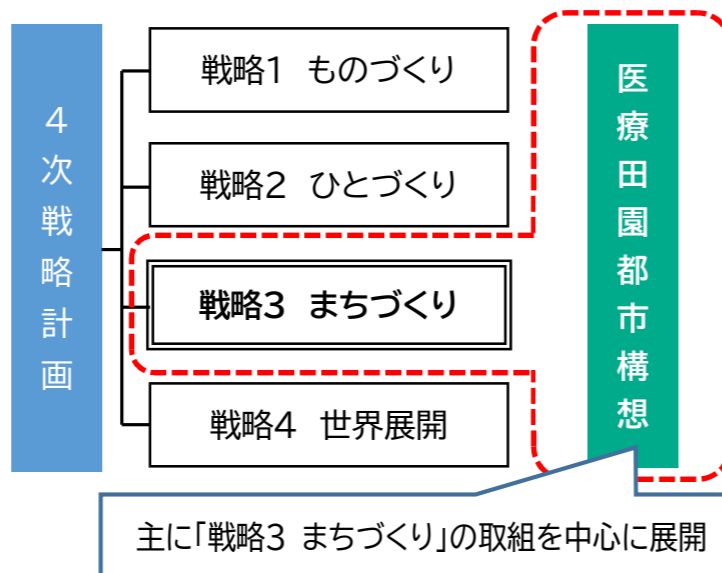 4次戦略計画
戦略1 ものづくり
戦略2 ひとづくり
戦略3 まちづくり
戦略4 世界展開
医療田園都市構想
主に「戦略3 まちづくり」の取組を中心に展開